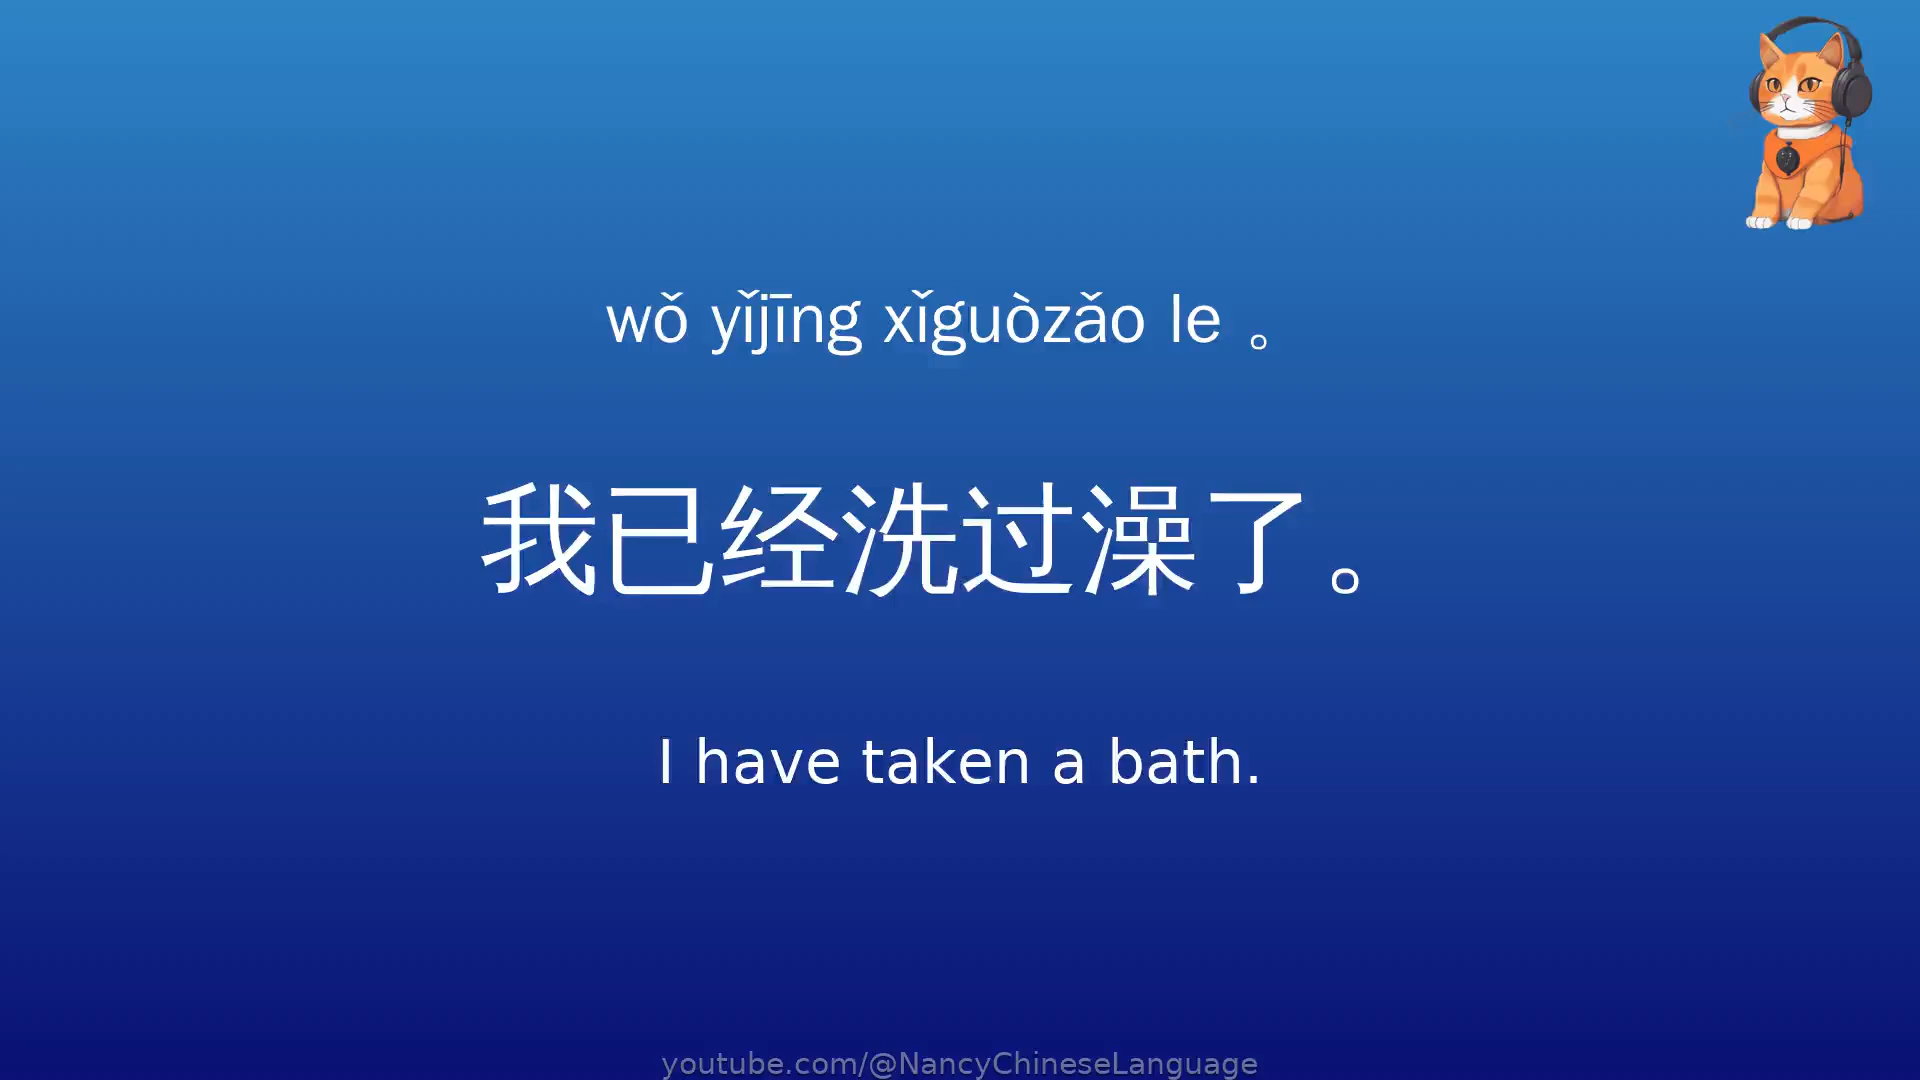 wǒ yǐjīng xǐguòzǎo le 。
我已经洗过澡了。
I have taken a bath.
youtube.com/@NancyChineseLanguage